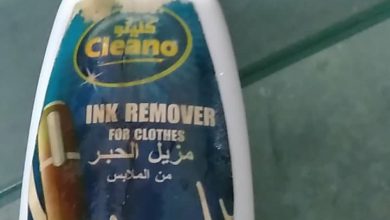 كلينو
Cleano
INK REMOVER
FOR CLOTHES
مزيل الحبر
من الملابس